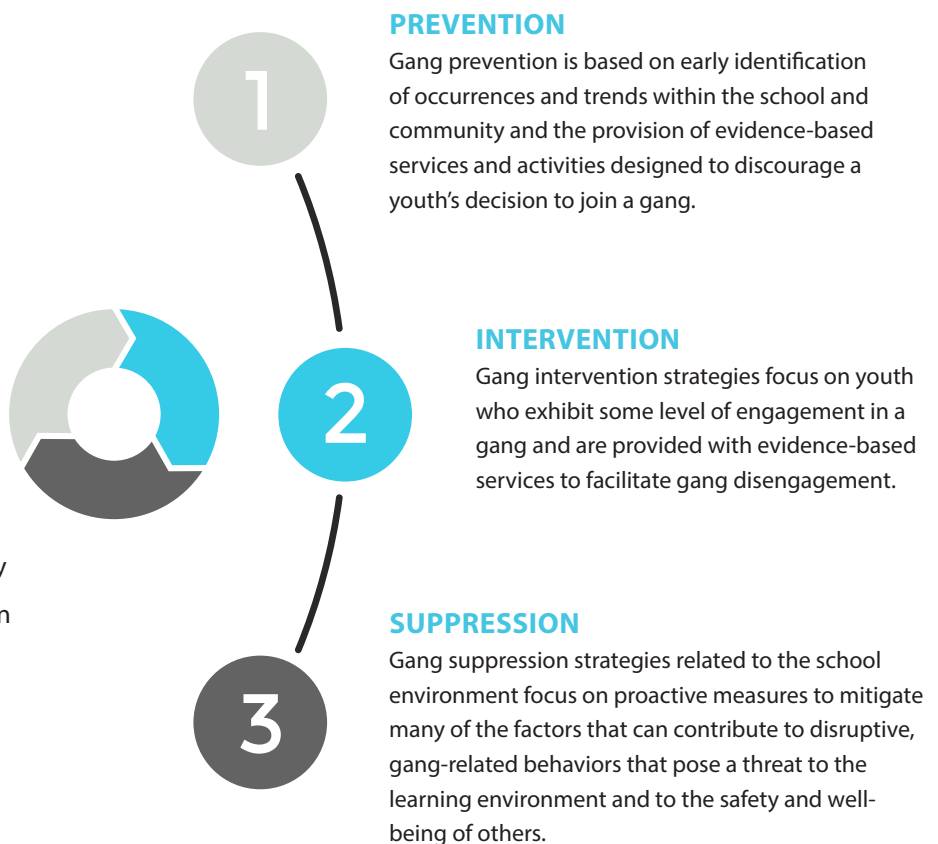 1
PREVENTION
Gang prevention is based on early identification
of occurrences and trends within the school and
community and the provision of evidence-based
services and activities designed to discourage a
youth's decision to join a gang.
2
INTERVENTION
Gang intervention strategies focus on youth
who exhibit some level of engagement in a
gang and are provided with evidence-based
services to facilitate gang disengagement.
3
SUPPRESSION
Gang suppression strategies related to the school
environment focus on proactive measures to mitigate
many of the factors that can contribute to disruptive,
gang-related behaviors that pose a threat to the
learning environment and to the safety and well-
being of others.